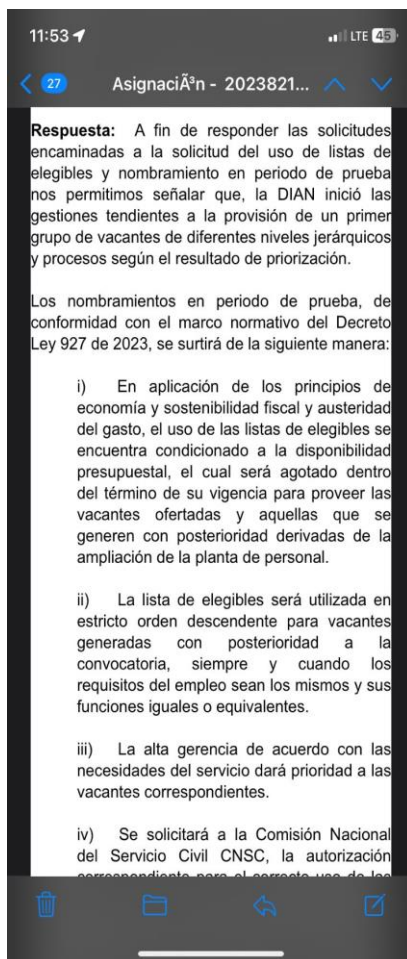 11:53
LTE 45
27
AsignaciÃ³n - 2023821...
Respuesta: A fin de responder las solicitudes
encaminadas a la solicitud del uso de listas de
elegibles y nombramiento en periodo de prueba
nos permitimos señalar que, la DIAN inició las
gestiones tendientes a la provisión de un primer
grupo de vacantes de diferentes niveles jerárquicos
y procesos según el resultado de priorización.
Los nombramientos en periodo de prueba, de
conformidad con el marco normativo del Decreto
Ley 927 de 2023, se surtirá de la siguiente manera:
i) En aplicación de los principios de
economía y sostenibilidad fiscal y austeridad
del gasto, el uso de las listas de elegibles se
encuentra condicionado a la disponibilidad
presupuestal, el cual será agotado dentro
del término de su vigencia para proveer las
vacantes ofertadas y aquellas que se
generen con posterioridad derivadas de la
ampliación de la planta de personal.
ii) La lista de elegibles será utilizada en
estricto orden descendente para vacantes
generadas con posterioridad a la
convocatoria, siempre y cuando los
requisitos del empleo sean los mismos y sus
funciones iguales o equivalentes.
iii) La alta gerencia de acuerdo con las
necesidades del servicio dará prioridad a las
vacantes correspondientes.
iv) Se solicitará a la Comisión Nacional
del Servicio Civil CNSC, la autorización
correspondiente para el correcto uso de las